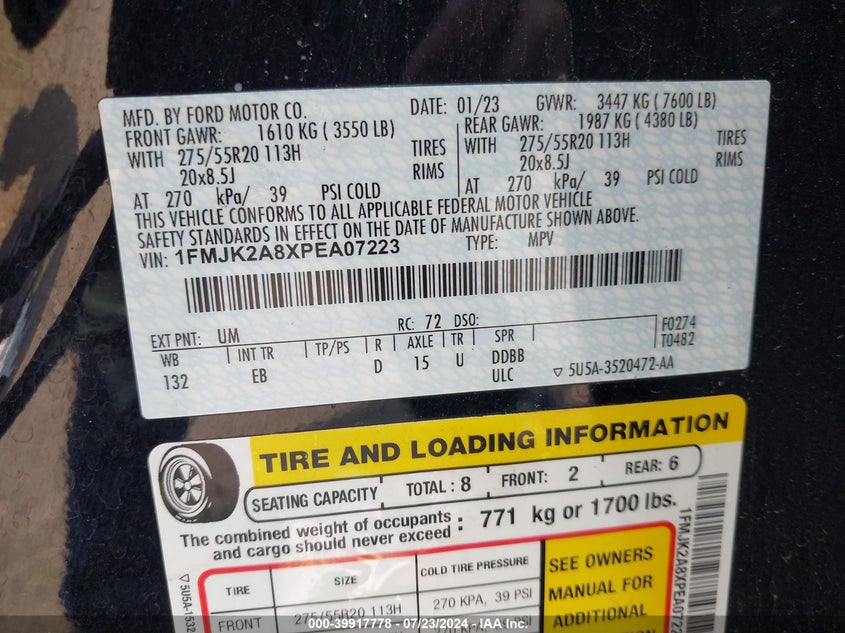 MFD. BY FORD MOTOR CO. DATE: 01/23 GVWR: 3447 KG ( 7600 LB)
FRONT GAWR: 1610 KG ( 3550 LB) REAR GAWR: 1987 KG ( 4380 LB)
WITH 275/55R20 113H TIRES WITH 275/55R20 113H TIRES
20x8.5J RIMS 20x8.5J RIMS
AT 270 kPa/ 39 PSI COLD AT 270 kPa/ 39 PSI COLD
THIS VEHICLE CONFORMS TO ALL APPLICABLE FEDERAL MOTOR VEHICLE
SAFETY STANDARDS IN EFFECT ON THE DATE OF MANUFACTURE SHOWN ABOVE.
VIN: 1FMJK2A8XPEA07223 TYPE: MPV
EXT PNT: UM RC: 72 DSO: F0274
WB INT TR TP/PS R AXLE TR SPR T0482
132 EB D 15 U DDBB
ULC ▽ 5U5A-3520472-AA
TIRE AND LOADING INFORMATION
SEATING CAPACITY TOTAL : 8 FRONT: 2 REAR: 6
The combined weight of occupants and cargo should never exceed : 771 kg or 1700 lbs.
TIRE SIZE COLD TIRE PRESSURE SEE OWNERS
FRONT 275/55R20 113H 270 KPA, 39 PSI MANUAL FOR
ADDITIONAL
▽ 5U5A-1532
1FMJK2A8XPEA0722
000-39917778 - 07/23/2024 - IAA Inc.